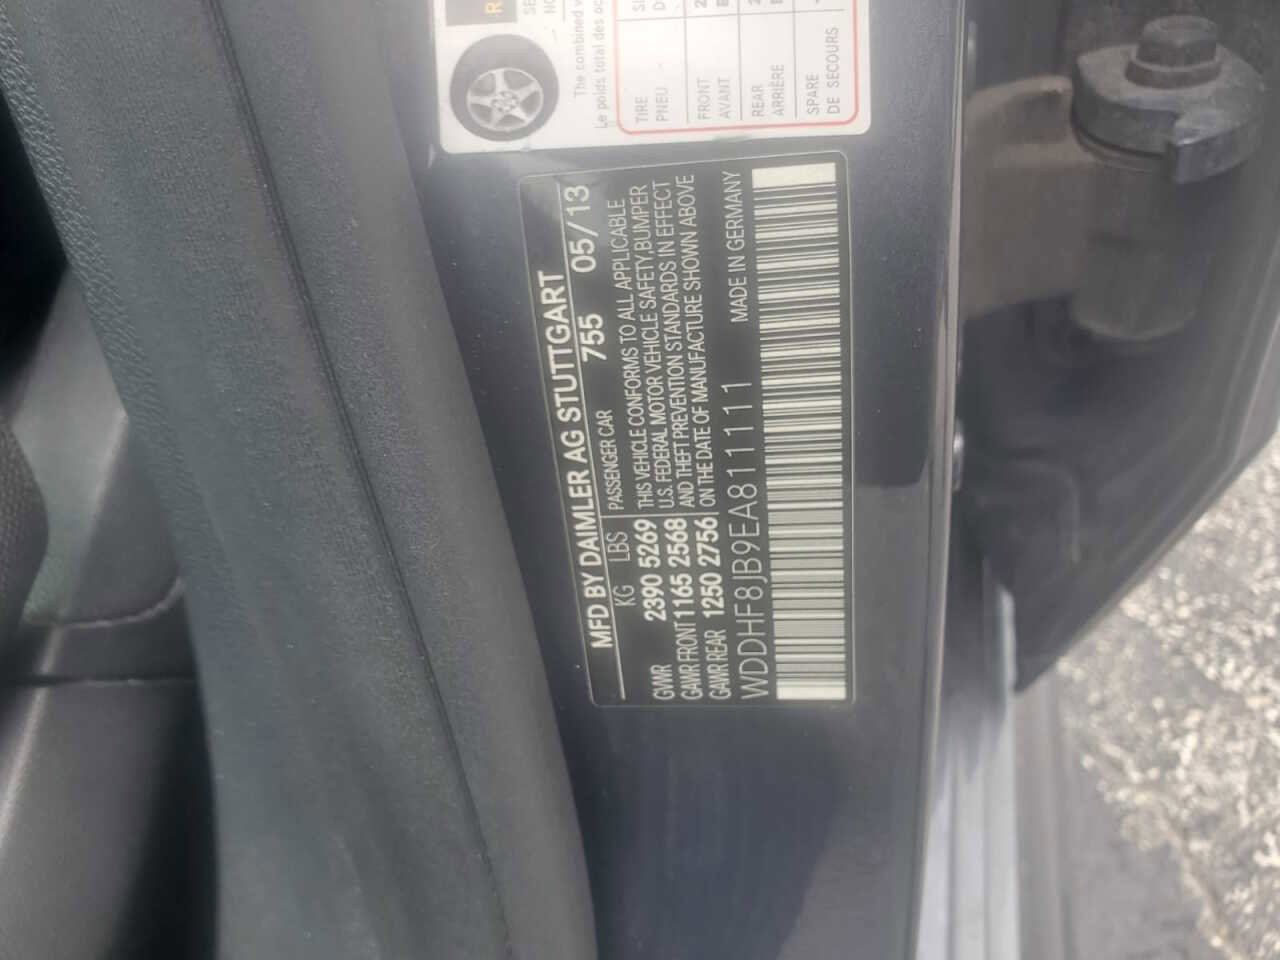 MFD BY DAIMLER AG STUTTGART
755 05/13
KG LBS PASSENGER CAR
GVWR 2390 5269
GAWR FRONT 1165 2568
GAWR REAR 1250 2756
THIS VEHICLE CONFORMS TO ALL APPLICABLE
U.S. FEDERAL MOTOR VEHICLE SAFETY, BUMPER
AND THEFT PREVENTION STANDARDS IN EFFECT
ON THE DATE OF MANUFACTURE SHOWN ABOVE
WDDHF8JB9EA811111 MADE IN GERMANY
The combined
Le poids total des
TIRE
PNEU
FRONT
AVANT
REAR
ARRIÈRE
SPARE
DE SECOURS